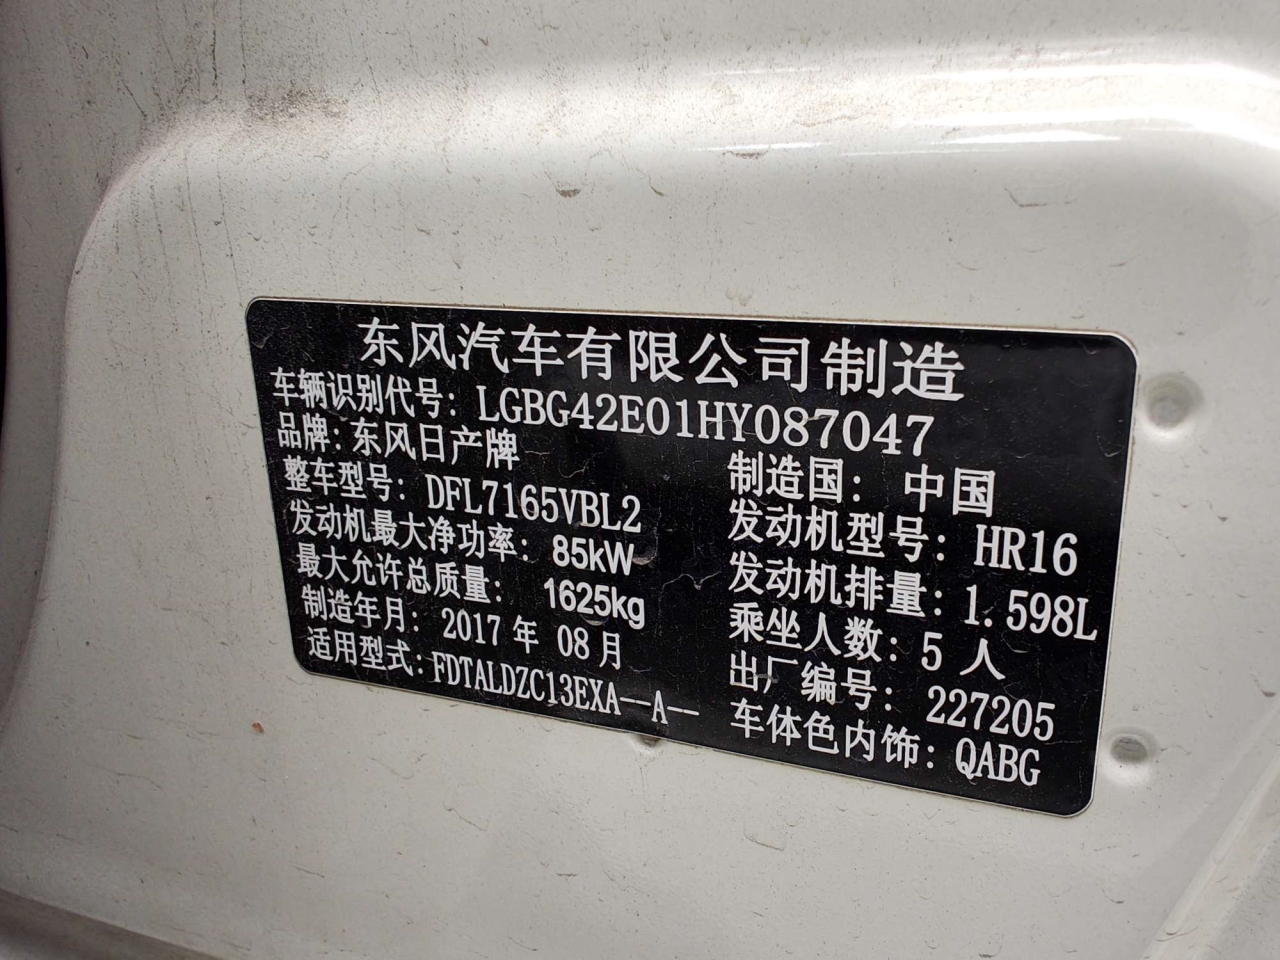 东风汽车有限公司制造
车辆识别代号: LGBG42E01HY087047
品牌: 东风日产牌 制造国: 中国
整车型号: DFL7165VBL2 发动机型号: HR16
发动机最大净功率: 85kW 发动机排量: 1.598L
最大允许总质量: 1625kg 乘坐人数: 5 人
制造年月: 2017 年 08 月 出厂编号: 227205
适用型式: FDTALDZC13EXA--A-- 车体色内饰: QABG